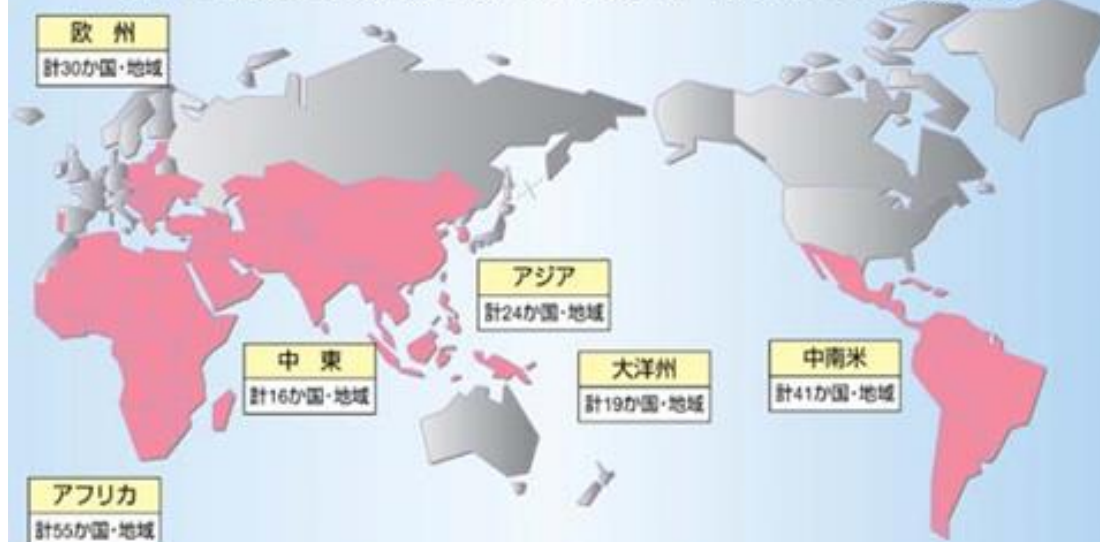 欧 州
計30か国・地域
アジア
計24か国・地域
中 東
計16か国・地域
大洋州
計19か国・地域
中南米
計41か国・地域
アフリカ
計55か国・地域